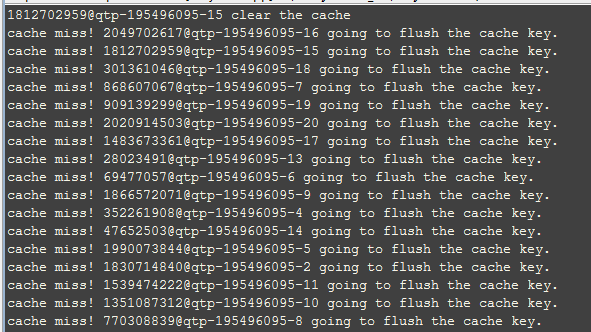 1812702959@qtp-195496095-15 clear the cache
cache miss! 2049702617@qtp-195496095-16 going to flush the cache key.
cache miss! 1812702959@qtp-195496095-15 going to flush the cache key.
cache miss! 301361046@qtp-195496095-18 going to flush the cache key.
cache miss! 868607067@qtp-195496095-7 going to flush the cache key.
cache miss! 909139299@qtp-195496095-19 going to flush the cache key.
cache miss! 2020914503@qtp-195496095-20 going to flush the cache key.
cache miss! 1483673361@qtp-195496095-17 going to flush the cache key.
cache miss! 28023491@qtp-195496095-13 going to flush the cache key.
cache miss! 69477057@qtp-195496095-6 going to flush the cache key.
cache miss! 1866572071@qtp-195496095-9 going to flush the cache key.
cache miss! 352261908@qtp-195496095-4 going to flush the cache key.
cache miss! 47652503@qtp-195496095-14 going to flush the cache key.
cache miss! 1990073844@qtp-195496095-5 going to flush the cache key.
cache miss! 1830714840@qtp-195496095-2 going to flush the cache key.
cache miss! 1539474222@qtp-195496095-11 going to flush the cache key.
cache miss! 1351087312@qtp-195496095-10 going to flush the cache key.
cache miss! 770308839@qtp-195496095-8 going to flush the cache key.